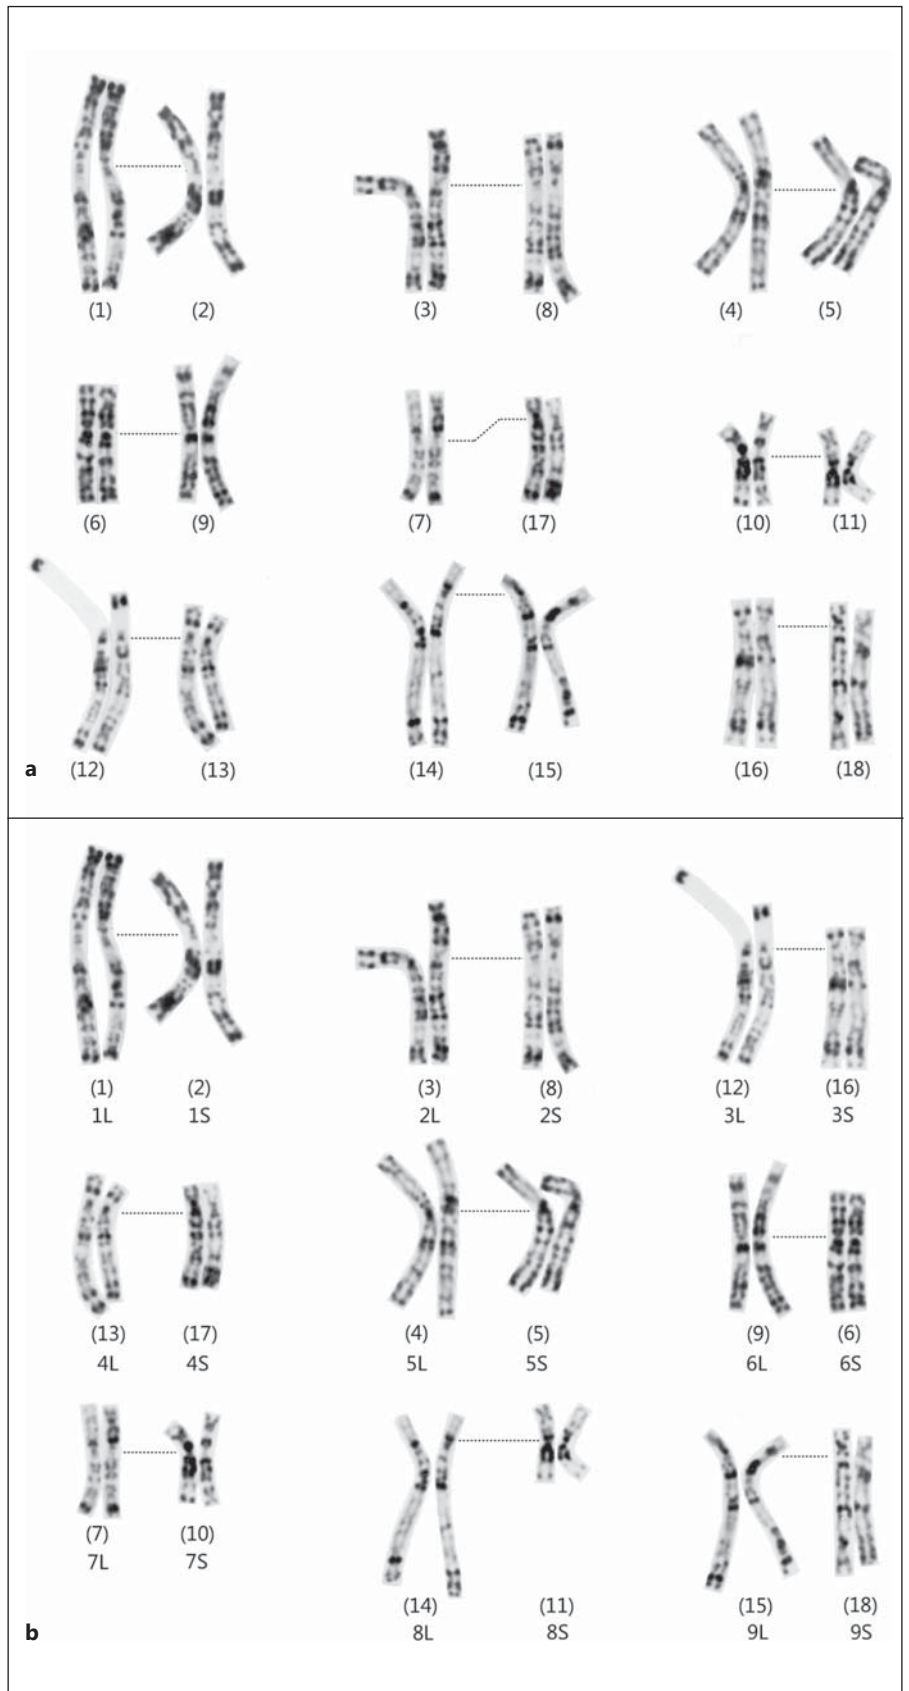 (1) (2) (3) (8) (4) (5)
(6) (9) (7) (17) (10) (11)
a (12) (13) (14) (15) (16) (18)
(1) (2) (3) (8) (12) (16)
1L 1S 2L 2S 3L 3S
(13) (17) (4) (5) (9) (6)
4L 4S 5L 5S 6L 6S
(7) (10)
7L 7S
(14) (11) (15) (18)
b 8L 8S 9L 9S